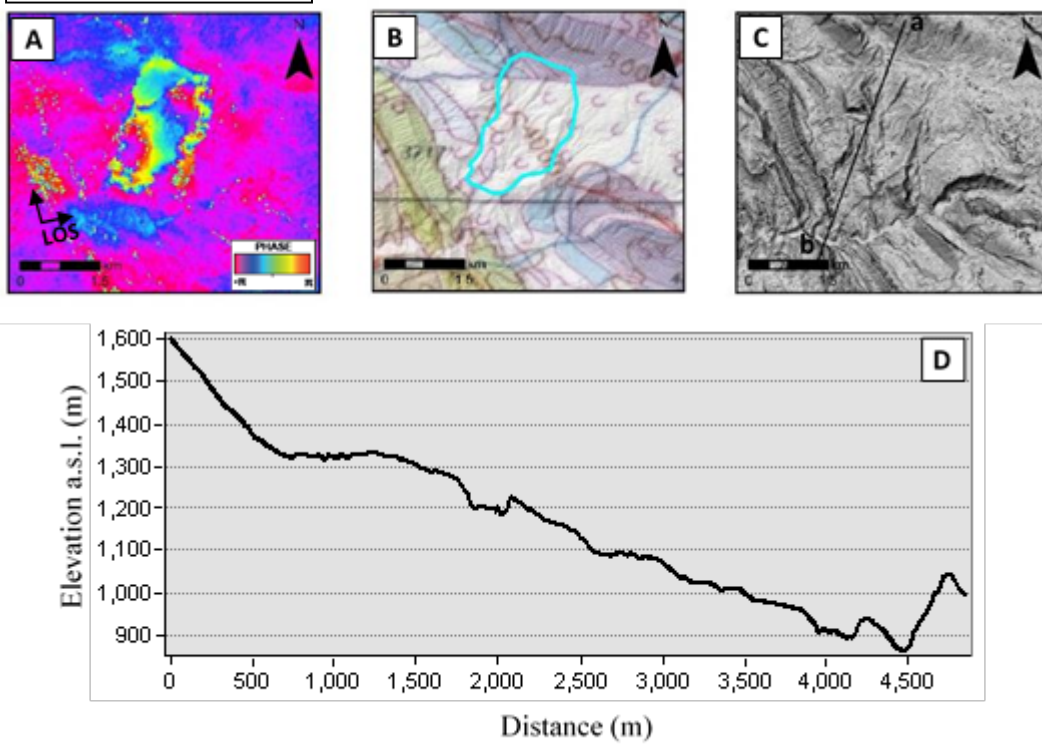 A
N
LOS
PHASE
-π π
km
0 1.5
B
3217
km
0 1.5
C
a
b
km
0 1.5
D
1,600
1,500
1,400
1,300
1,200
1,100
1,000
900
Elevation a.s.l. (m)
0 500 1,000 1,500 2,000 2,500 3,000 3,500 4,000 4,500
Distance (m)